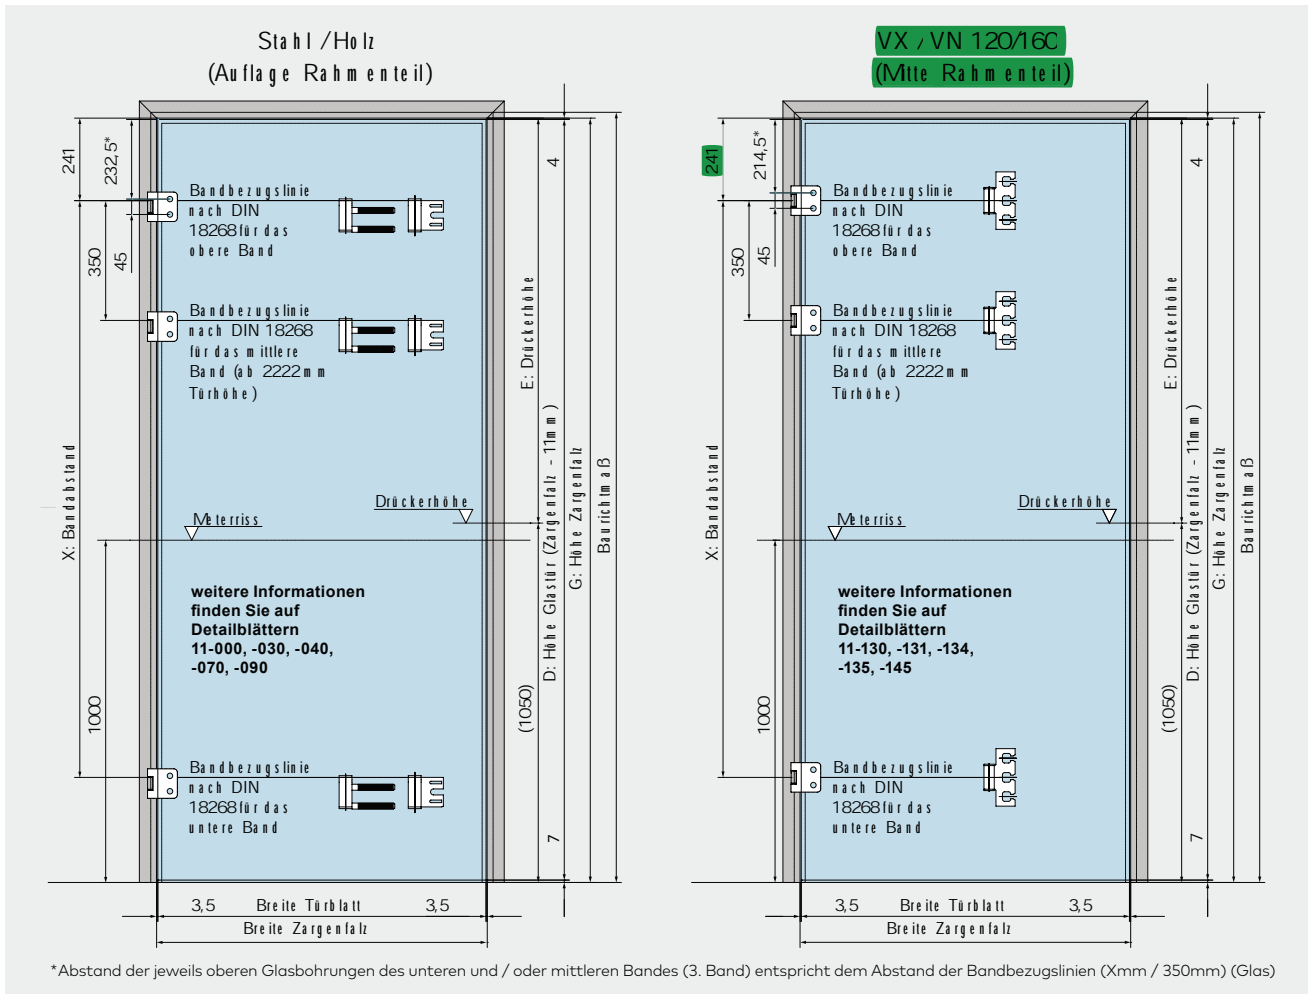 Stahl / Holz
(Auflage Rahmenteil)
241
232,5*
4
Bandbezugslinie
nach DIN
18268 für das
obere Band
350
45
Bandbezugslinie
nach DIN 18268
für das mittlere
Band (ab 2222mm
Türhöhe)
E: Drückerhöhe
X: Bandabstand
D: Höhe Glastür (Zargenfalz - 11mm)
G: Höhe Zargenfalz
Baurichtmaß
Drückerhöhe
Meterriss
weitere Informationen
finden Sie auf
Detailblättern
11-000, -030, -040,
-070, -090
1000
(1050)
Bandbezugslinie
nach DIN
18268 für das
untere Band
7
3,5 Breite Türblatt 3,5
Breite Zargenfalz
VX / VN 120/160
(Mitte Rahmenteil)
241
214,5*
4
Bandbezugslinie
nach DIN
18268 für das
obere Band
350
45
Bandbezugslinie
nach DIN 18268
für das mittlere
Band (ab 2222mm
Türhöhe)
E: Drückerhöhe
X: Bandabstand
D: Höhe Glastür (Zargenfalz - 11mm)
G: Höhe Zargenfalz
Baurichtmaß
Drückerhöhe
Meterriss
weitere Informationen
finden Sie auf
Detailblättern
11-130, -131, -134,
-135, -145
1000
(1050)
Bandbezugslinie
nach DIN
18268 für das
untere Band
7
3,5 Breite Türblatt 3,5
Breite Zargenfalz
*Abstand der jeweils oberen Glasbohrungen des unteren und / oder mittleren Bandes (3. Band) entspricht dem Abstand der Bandbezugslinien (Xmm / 350mm) (Glas)